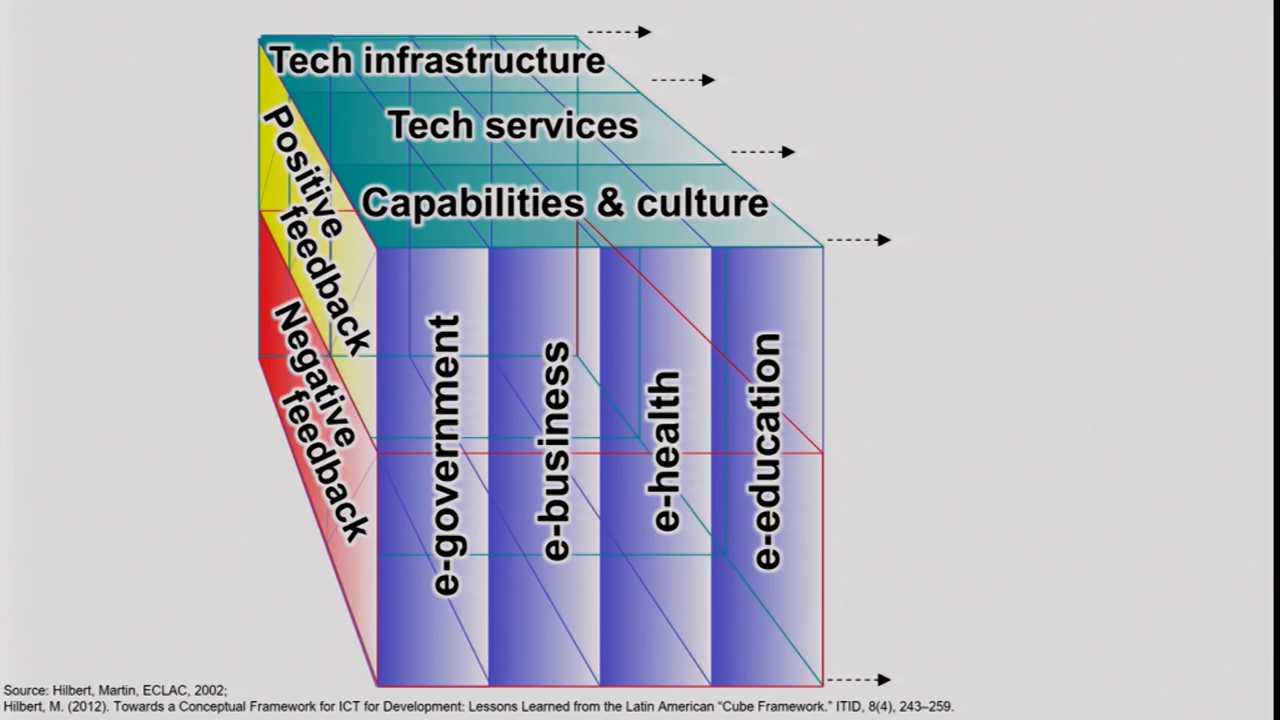 Tech infrastructure
Tech services
Capabilities & culture
Positive
feedback
Negative
feedback
e-government
e-business
e-health
e-education
Source: Hilbert, Martin, ECLAC, 2002;
Hilbert, M. (2012). Towards a Conceptual Framework for ICT for Development: Lessons Learned from the Latin American “Cube Framework.” ITID, 8(4), 243–259.